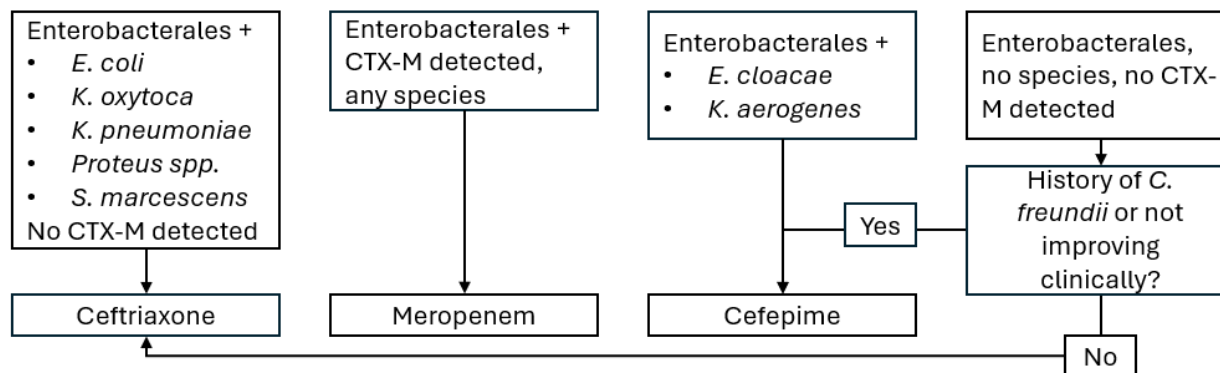 Enterobacterales +
• E. coli
• K. oxytoca
• K. pneumoniae
• Proteus spp.
• S. marcescens
No CTX-M detected
Enterobacterales +
CTX-M detected,
any species
Enterobacterales +
• E. cloacae
• K. aerogenes
Enterobacterales,
no species, no CTX-
M detected
History of C.
freundii or not
improving
clinically?
Yes
Ceftriaxone
Meropenem
Cefepime
No